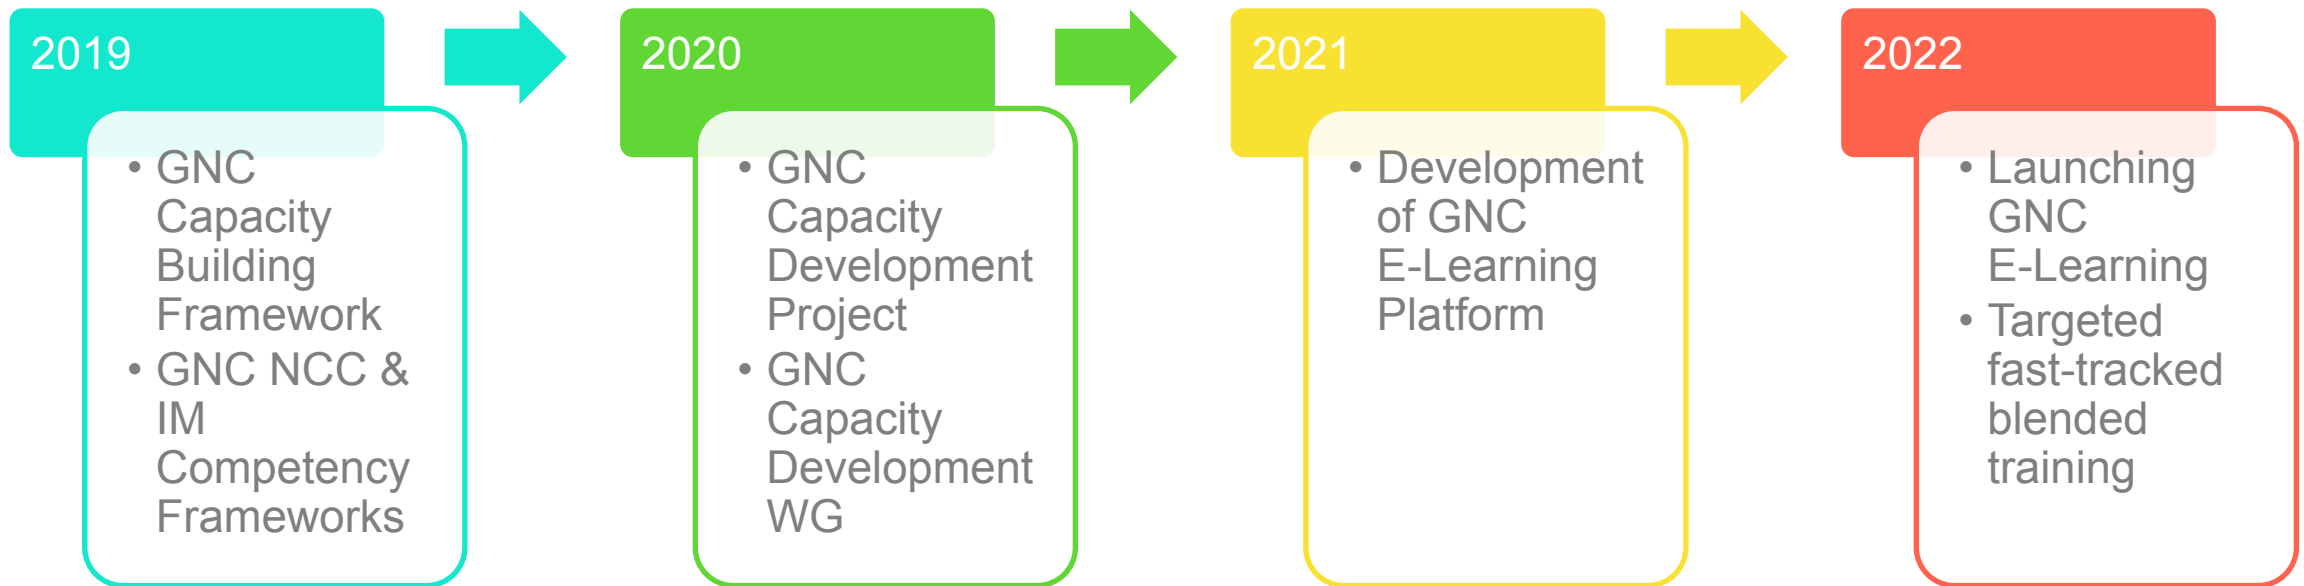 2019
• GNC
Capacity
Building
Framework
• GNC NCC &
IM
Competency
Frameworks
2020
• GNC
Capacity
Development
Project
• GNC
Capacity
Development
WG
2021
• Development
of GNC
E-Learning
Platform
2022
• Launching
GNC
E-Learning
• Targeted
fast-tracked
blended
training